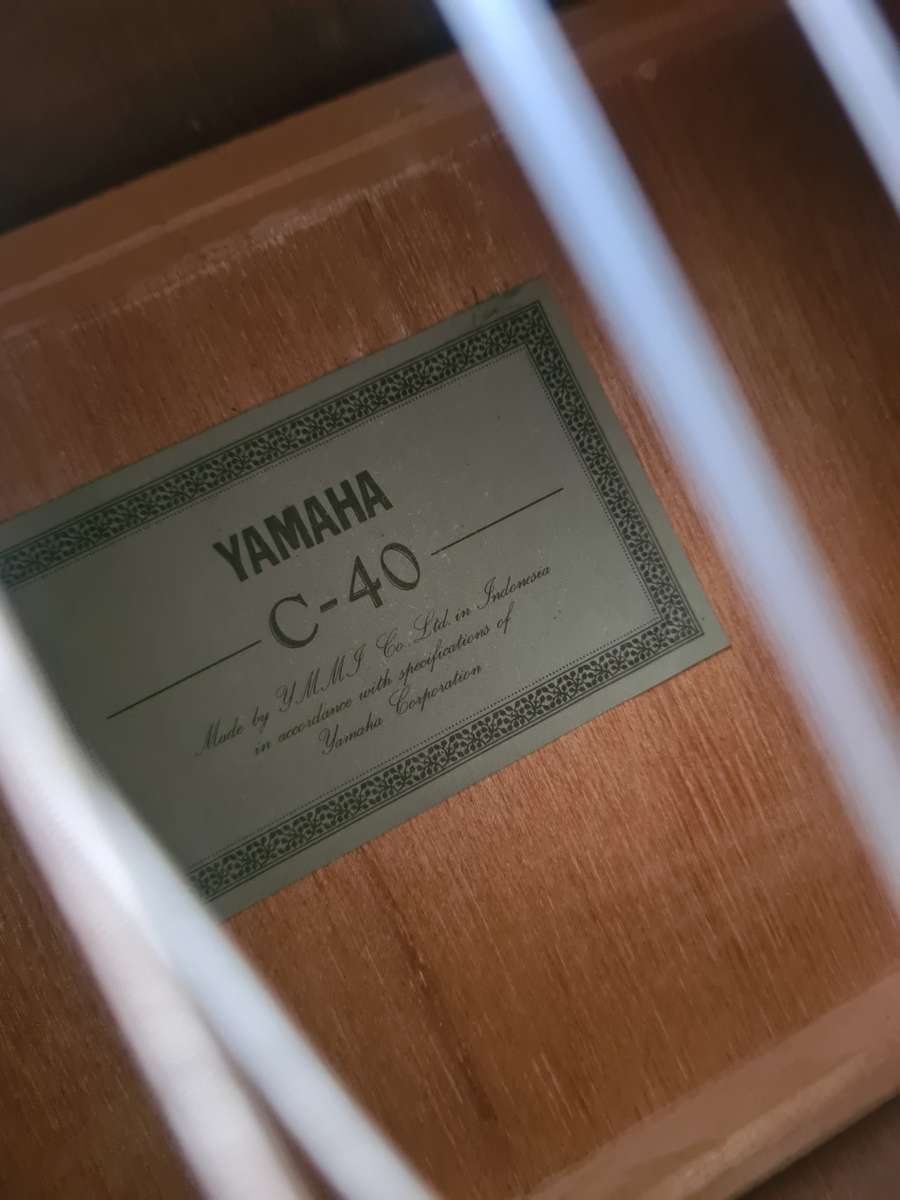 YAMAHA
C-40
Made by YMMI Co., Ltd. in Indonesia
in accordance with specifications of
Yamaha Corporation